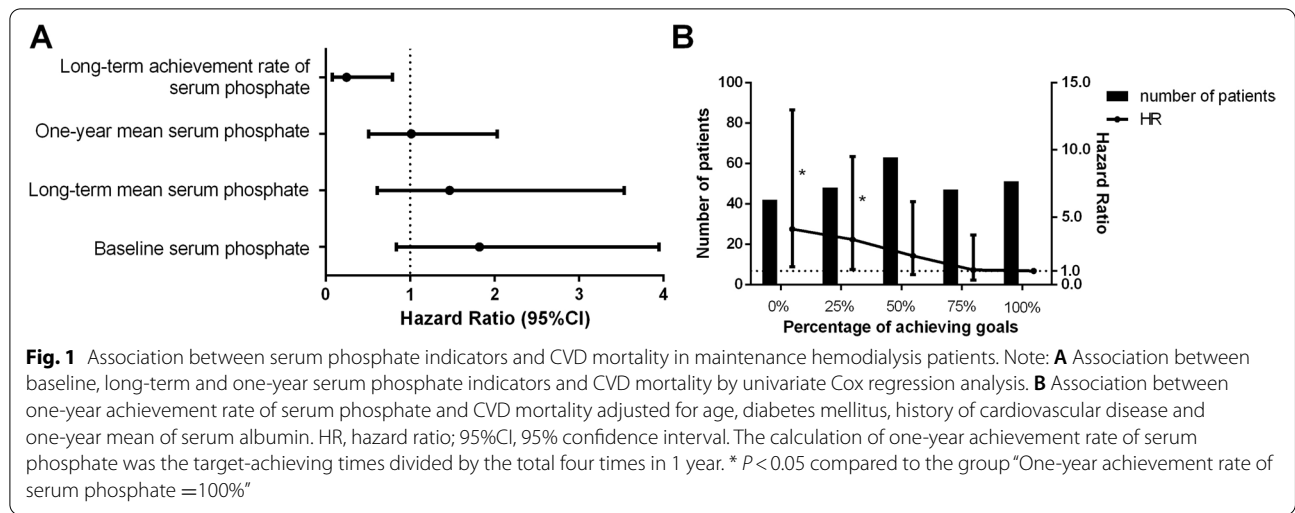 A
Long-term achievement rate of
serum phosphate
One-year mean serum phosphate
Long-term mean serum phosphate
Baseline serum phosphate
0 1 2 3 4
Hazard Ratio (95%CI)
B
100
80
60
40
20
0
Number of patients
15.0
10.0
5.0
1.0
0.0
Hazard Ratio
*
*
number of patients
HR
0% 25% 50% 75% 100%
Percentage of achieving goals
Fig. 1 Association between serum phosphate indicators and CVD mortality in maintenance hemodialysis patients. Note: A Association between
baseline, long-term and one-year serum phosphate indicators and CVD mortality by univariate Cox regression analysis. B Association between
one-year achievement rate of serum phosphate and CVD mortality adjusted for age, diabetes mellitus, history of cardiovascular disease and
one-year mean of serum albumin. HR, hazard ratio; 95%CI, 95% confidence interval. The calculation of one-year achievement rate of serum
phosphate was the target-achieving times divided by the total four times in 1 year. * P < 0.05 compared to the group “One-year achievement rate of
serum phosphate = 100%”